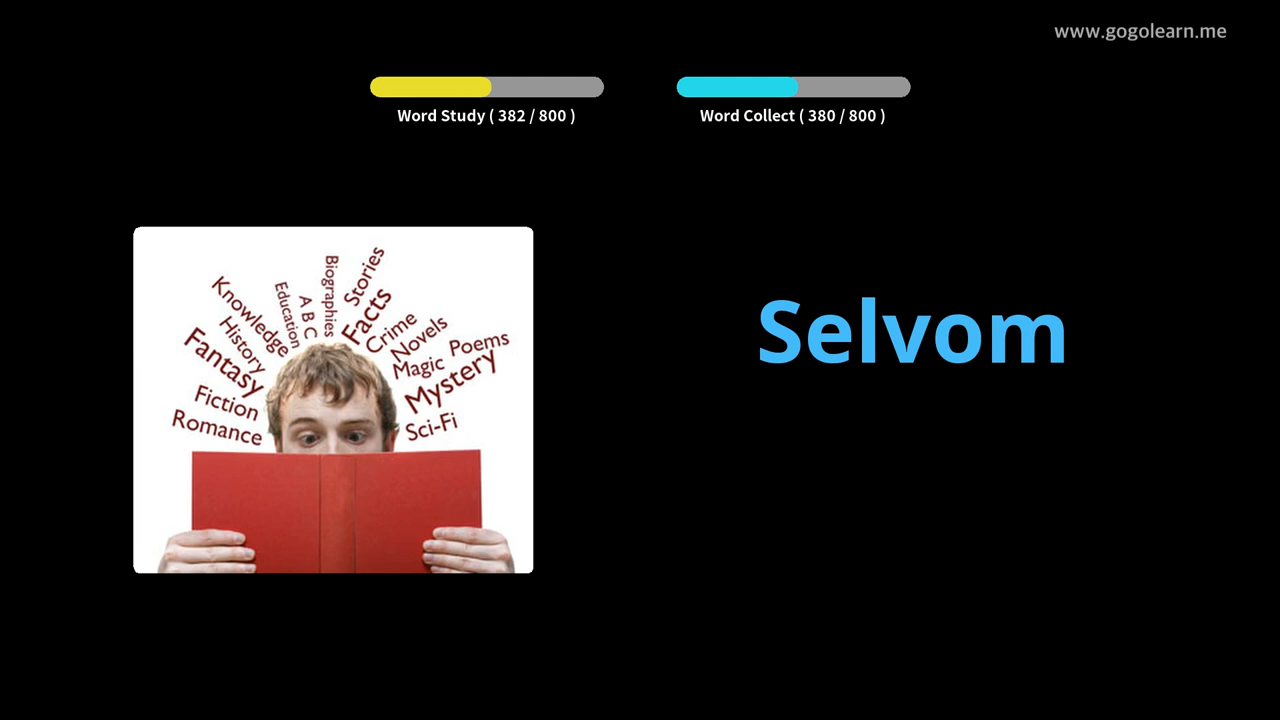 www.gogolearn.me
Word Study ( 382 / 800 )
Word Collect ( 380 / 800 )
Selvom
Knowledge
Education
A B C
Biographies
Stories
Facts
Crime
Novels
Poems
Magic
Mystery
Sci-Fi
History
Fantasy
Fiction
Romance